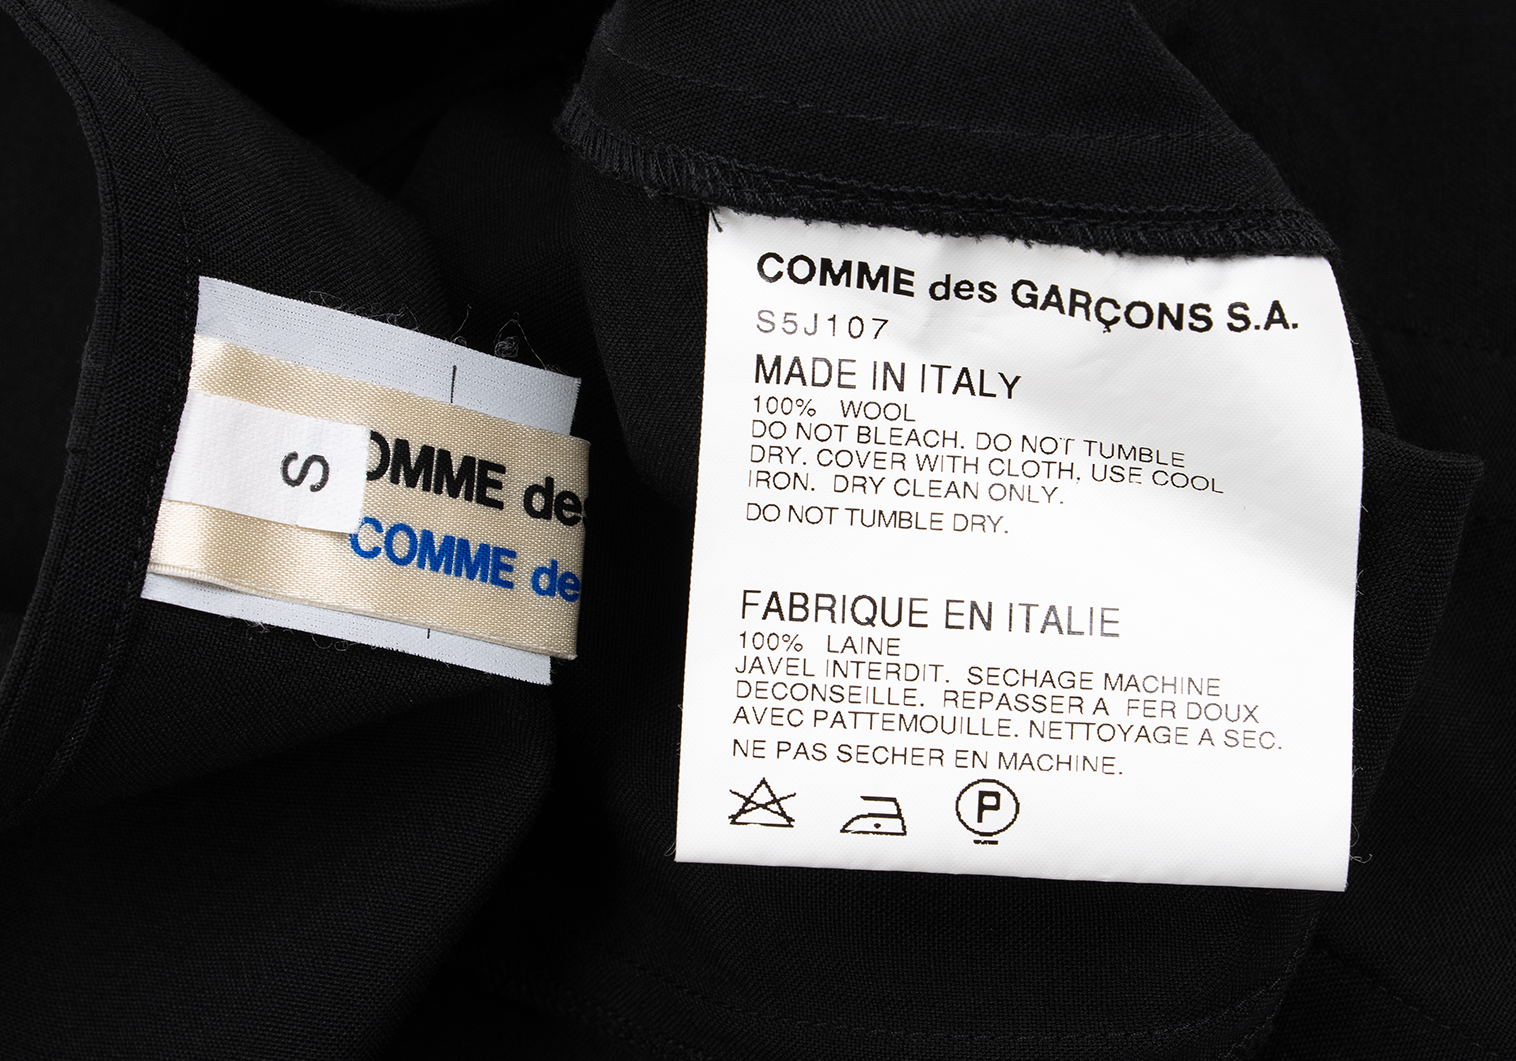 S
OMME des
COMME de
COMME des GARÇONS S.A.
S5J107
MADE IN ITALY
100% WOOL
DO NOT BLEACH. DO NOT TUMBLE
DRY. COVER WITH CLOTH, USE COOL
IRON. DRY CLEAN ONLY.
DO NOT TUMBLE DRY.
FABRIQUE EN ITALIE
100% LAINE
JAVEL INTERDIT. SECHAGE MACHINE
DECONSEILLE. REPASSER A FER DOUX
AVEC PATTEMOUILLE. NETTOYAGE A SEC.
NE PAS SECHER EN MACHINE.
P